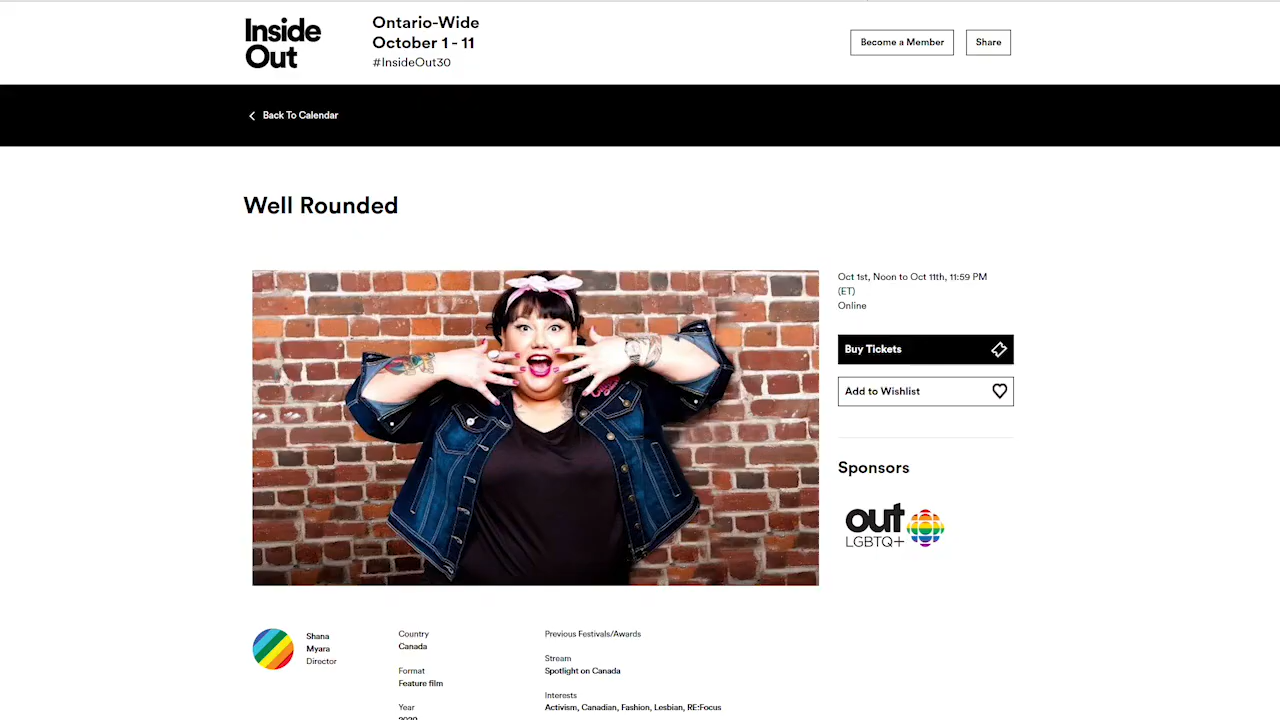 Inside
Out
Ontario-Wide
October 1 - 11
#InsideOut30
Become a Member
Share
Back To Calendar
Well Rounded
Oct 1st, Noon to Oct 11th, 11:59 PM
(ET)
Online
Buy Tickets
Add to Wishlist
Sponsors
out
LGBTQ+
Shana
Myara
Director
Country
Canada
Format
Feature film
Year
2020
Previous Festivals/Awards
Stream
Spotlight on Canada
Interests
Activism, Canadian, Fashion, Lesbian, RE:Focus